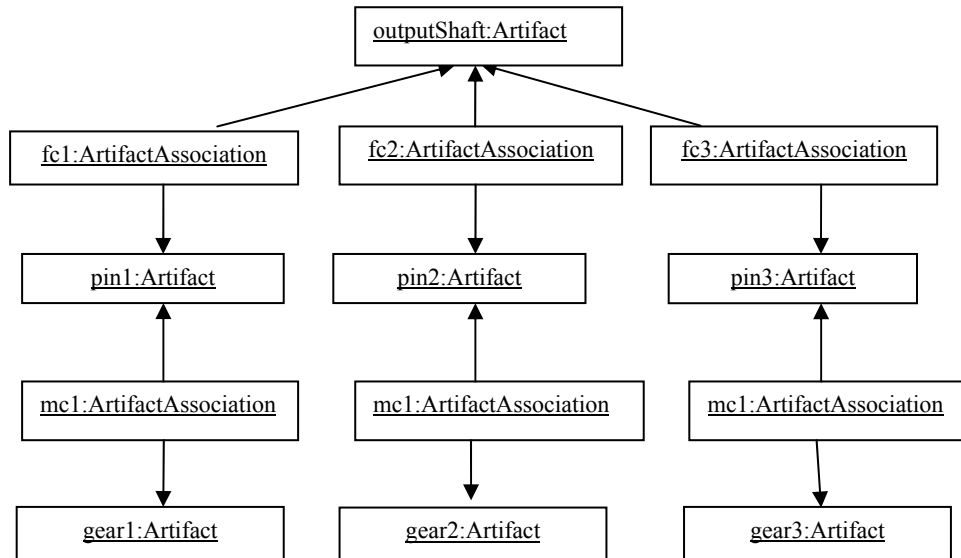 outputShaft:Artifact
fc1:ArtifactAssociation
fc2:ArtifactAssociation
fc3:ArtifactAssociation
pin1:Artifact
pin2:Artifact
pin3:Artifact
mc1:ArtifactAssociation
mc1:ArtifactAssociation
mc1:ArtifactAssociation
gear1:Artifact
gear2:Artifact
gear3:Artifact